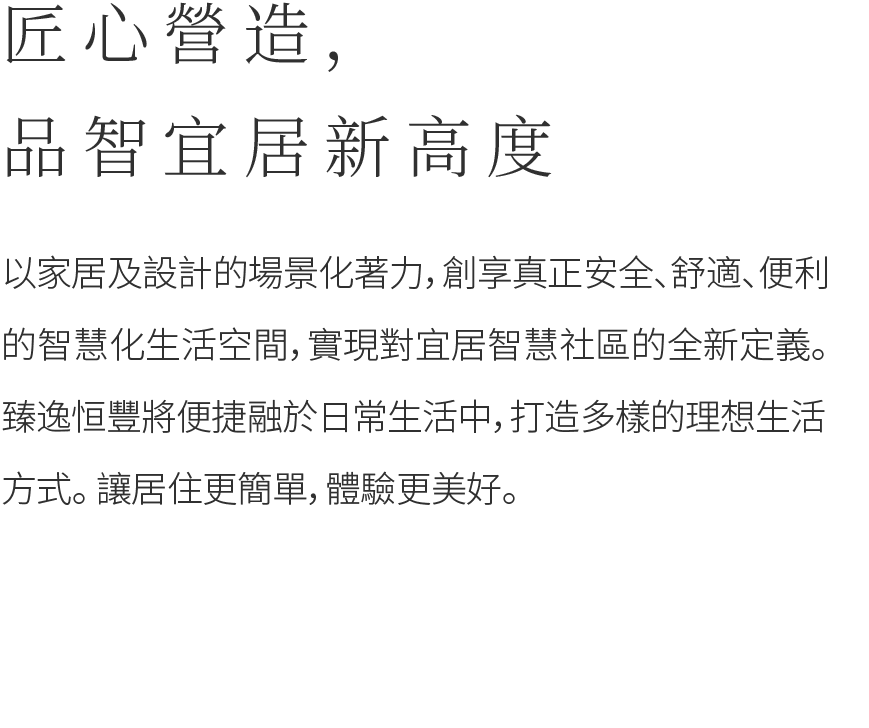 匠心營造,
品智宜居新高度
以家居及設計的場景化著力,創享真正安全、舒適、便利
的智慧化生活空間,實現對宜居智慧社區的全新定義。
臻逸恒豐將便捷融於日常生活中,打造多樣的理想生活
方式。讓居住更簡單,體驗更美好。